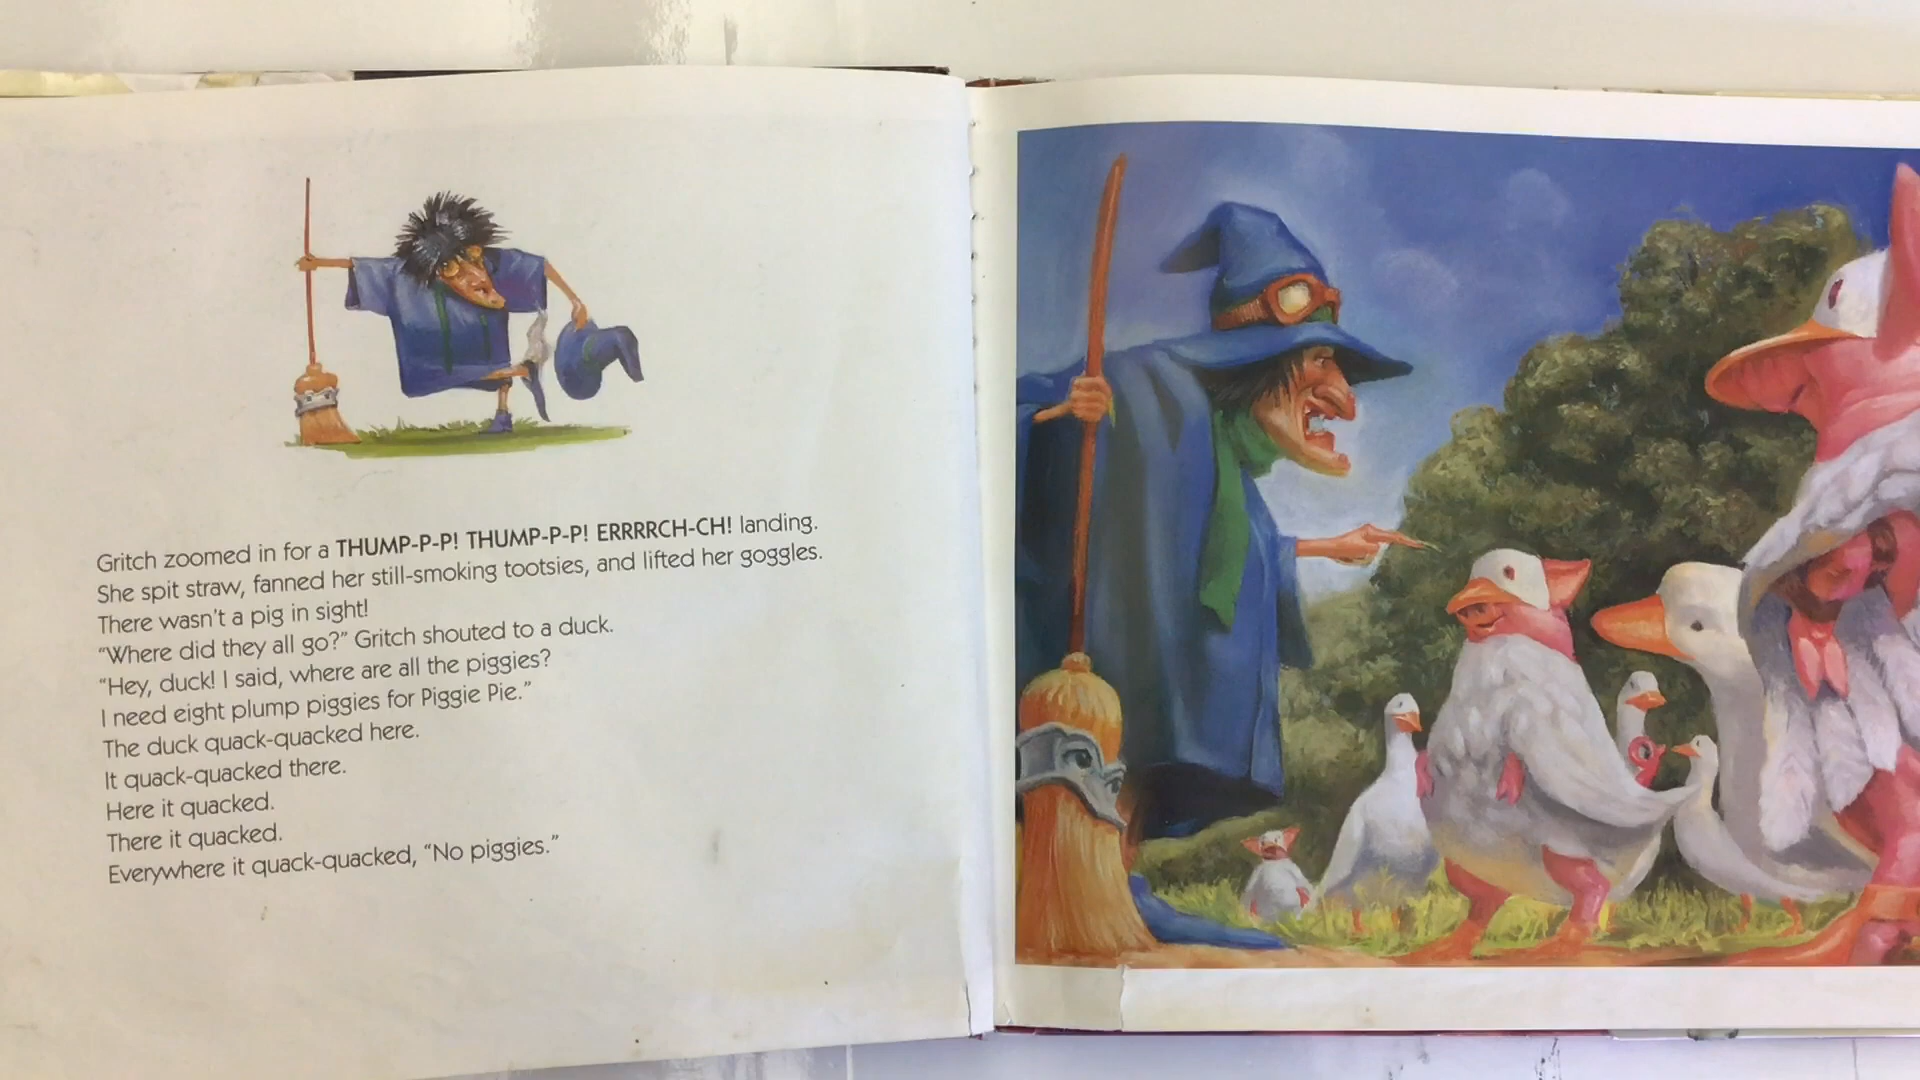 Gritch zoomed in for a THUMP-P-P! THUMP-P-P! ERRRRCH-CH! landing.
She spit straw, fanned her still-smoking tootsies, and lifted her goggles.
There wasn't a pig in sight!
"Where did they all go?" Gritch shouted to a duck.
"Hey, duck! I said, where are all the piggies?
I need eight plump piggies for Piggie Pie."
The duck quack-quacked here.
It quack-quacked there.
Here it quacked.
There it quacked.
Everywhere it quack-quacked, "No piggies."